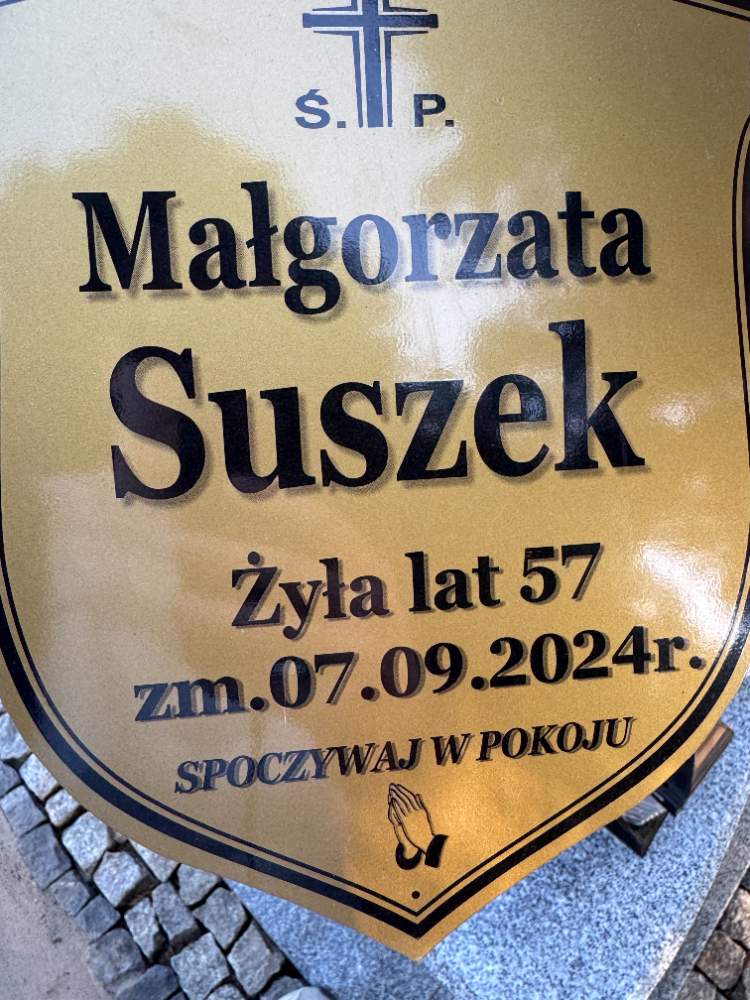 Ś. P.
Małgorzata
Suszek
Żyła lat 57
zm.07.09.2024r.
SPOCZYWAJ W POKOJU